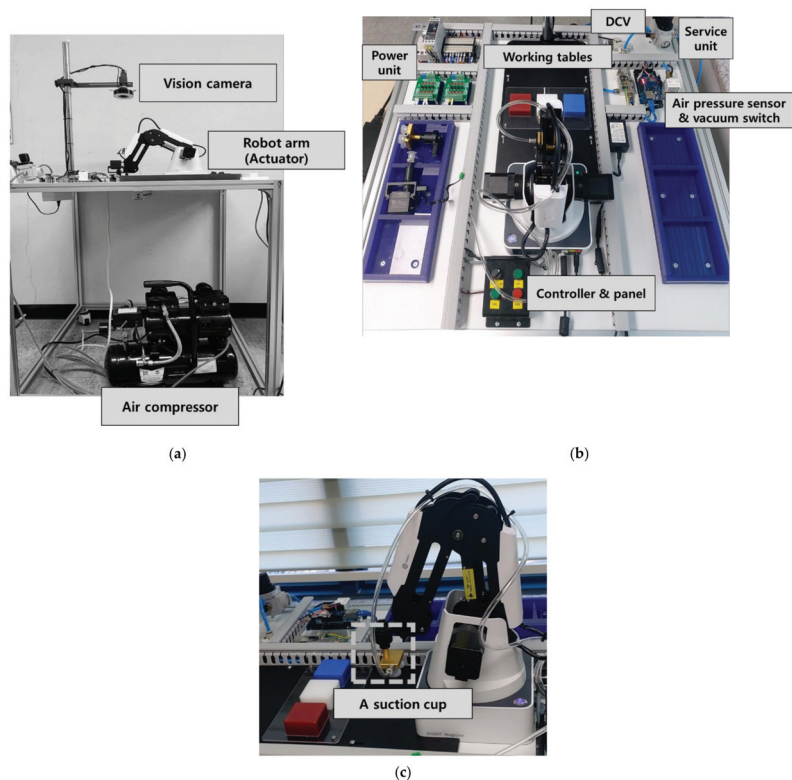 Vision camera
Robot arm
(Actuator)
Air compressor
(a)
DCV
Service
unit
Power
unit
Working tables
Air pressure sensor
& vacuum switch
Controller & panel
(b)
A suction cup
(c)